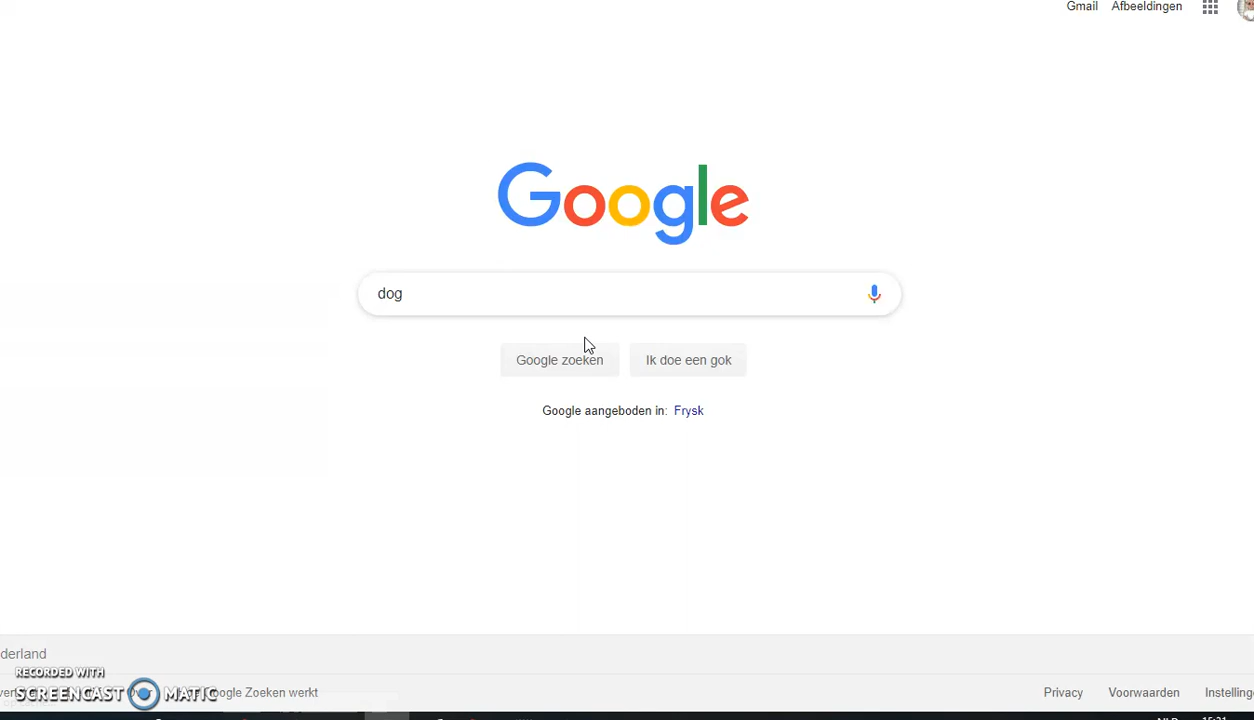 Gmail Afbeeldingen
Google
dog
Google zoeken Ik doe een gok
Google aangeboden in: Frysk
derland
RECORDED WITH
SCREENCAST MATIC
Google Zoeken werkt Privacy Voorwaarden Instelling